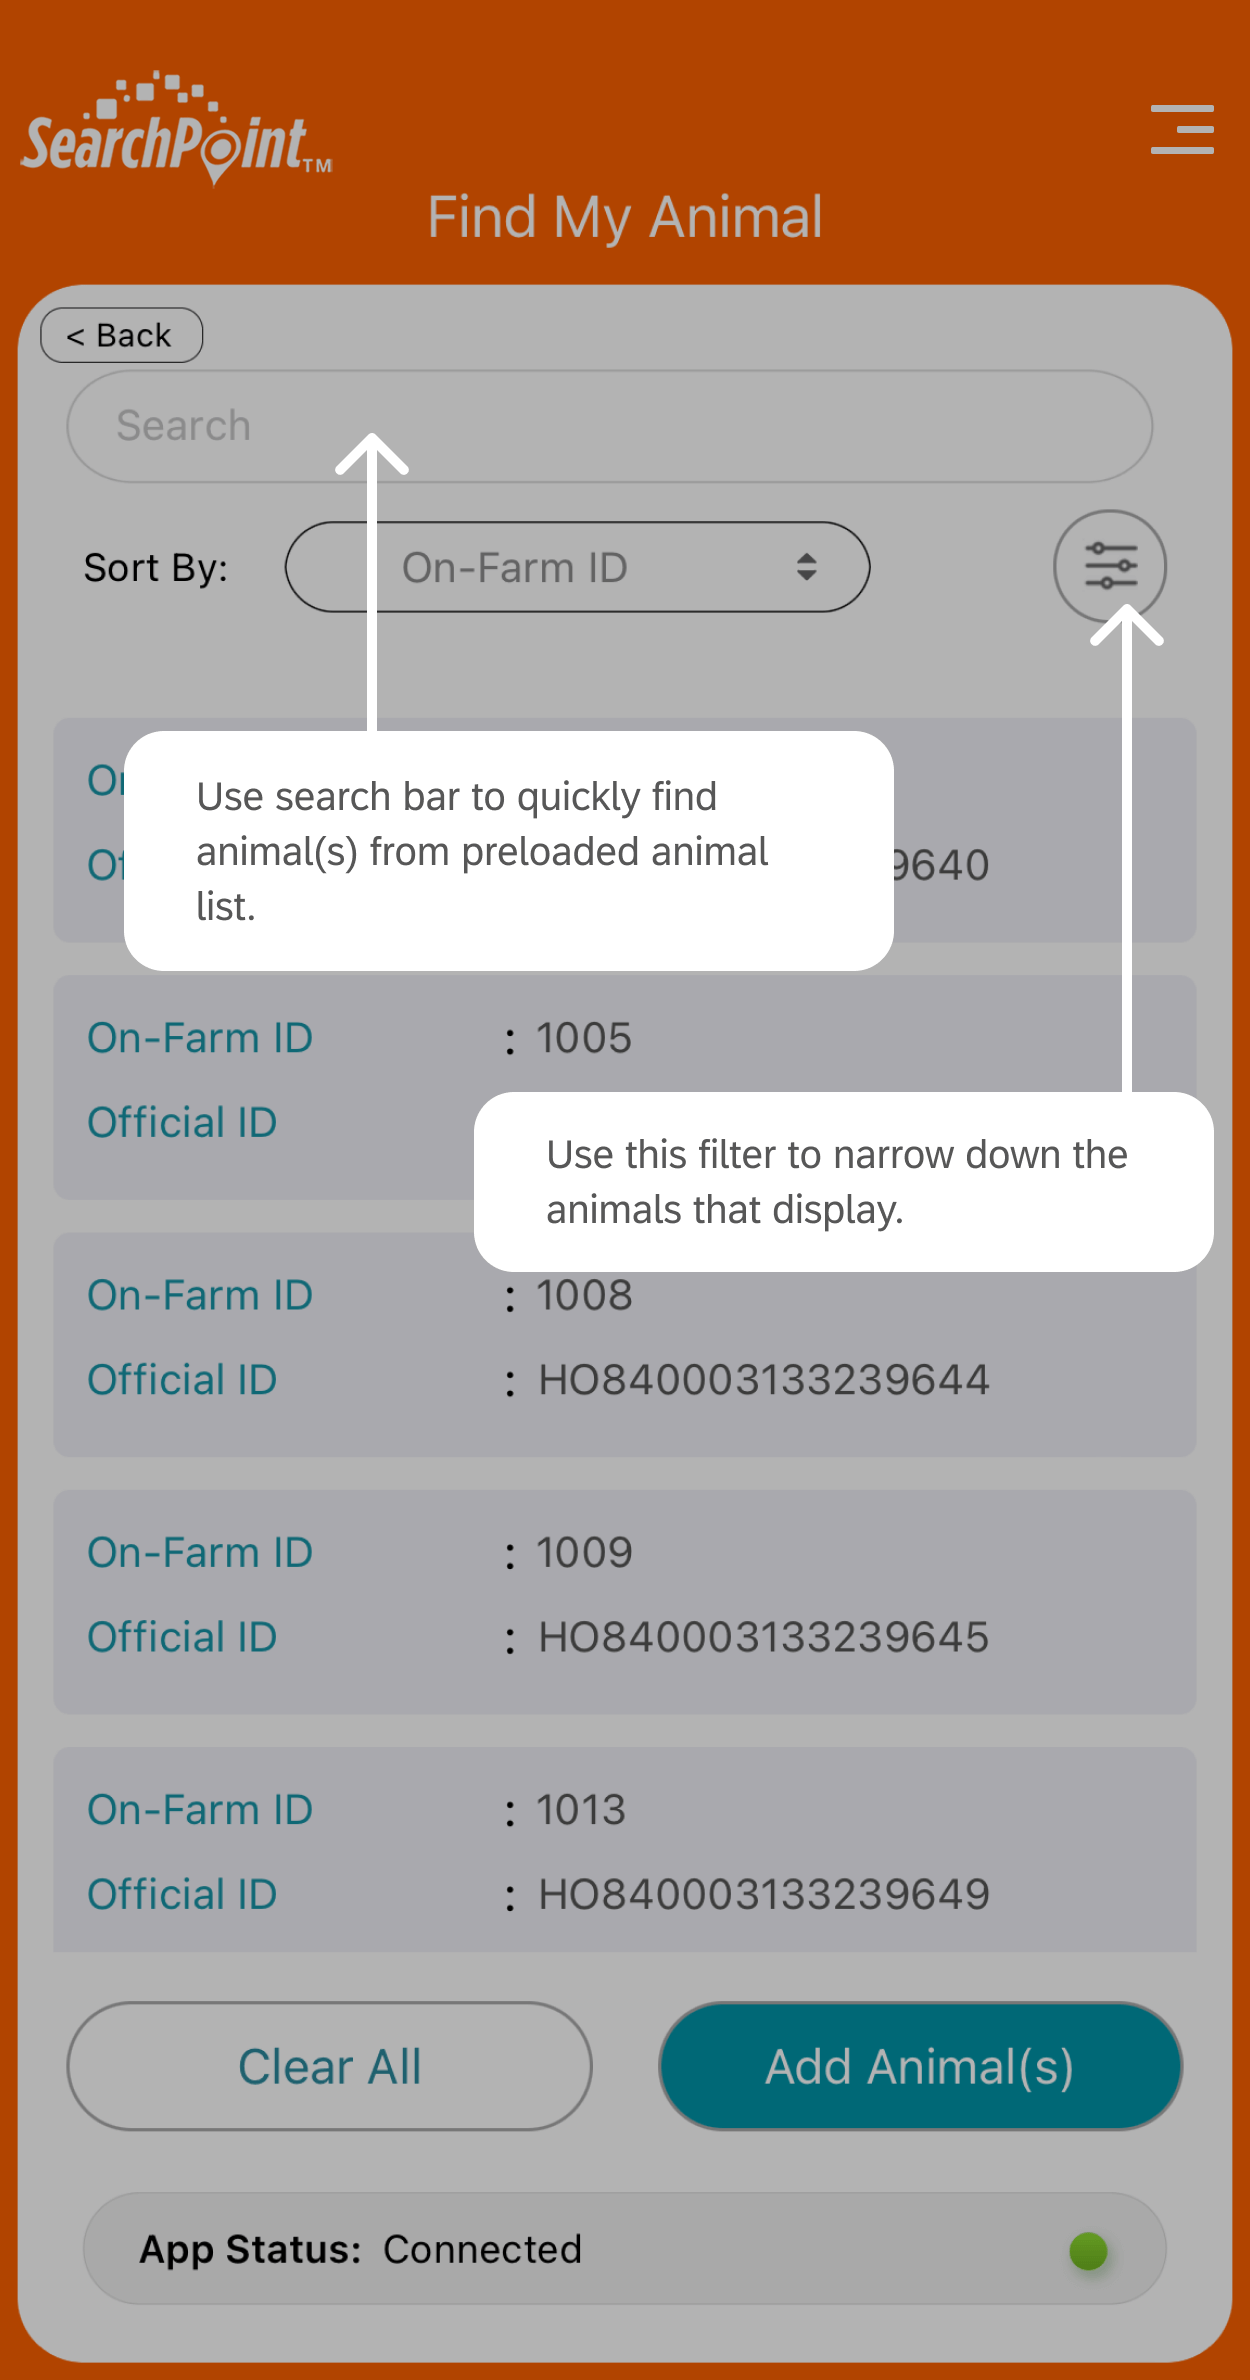 SearchPoint™
Find My Animal
< Back
Search
Sort By: On-Farm ID
Use search bar to quickly find
animal(s) from preloaded animal
list.
9640
On-Farm ID : 1005
Official ID
Use this filter to narrow down the
animals that display.
On-Farm ID : 1008
Official ID : HO840003133239644
On-Farm ID : 1009
Official ID : HO840003133239645
On-Farm ID : 1013
Official ID : HO840003133239649
Clear All
Add Animal(s)
App Status: Connected